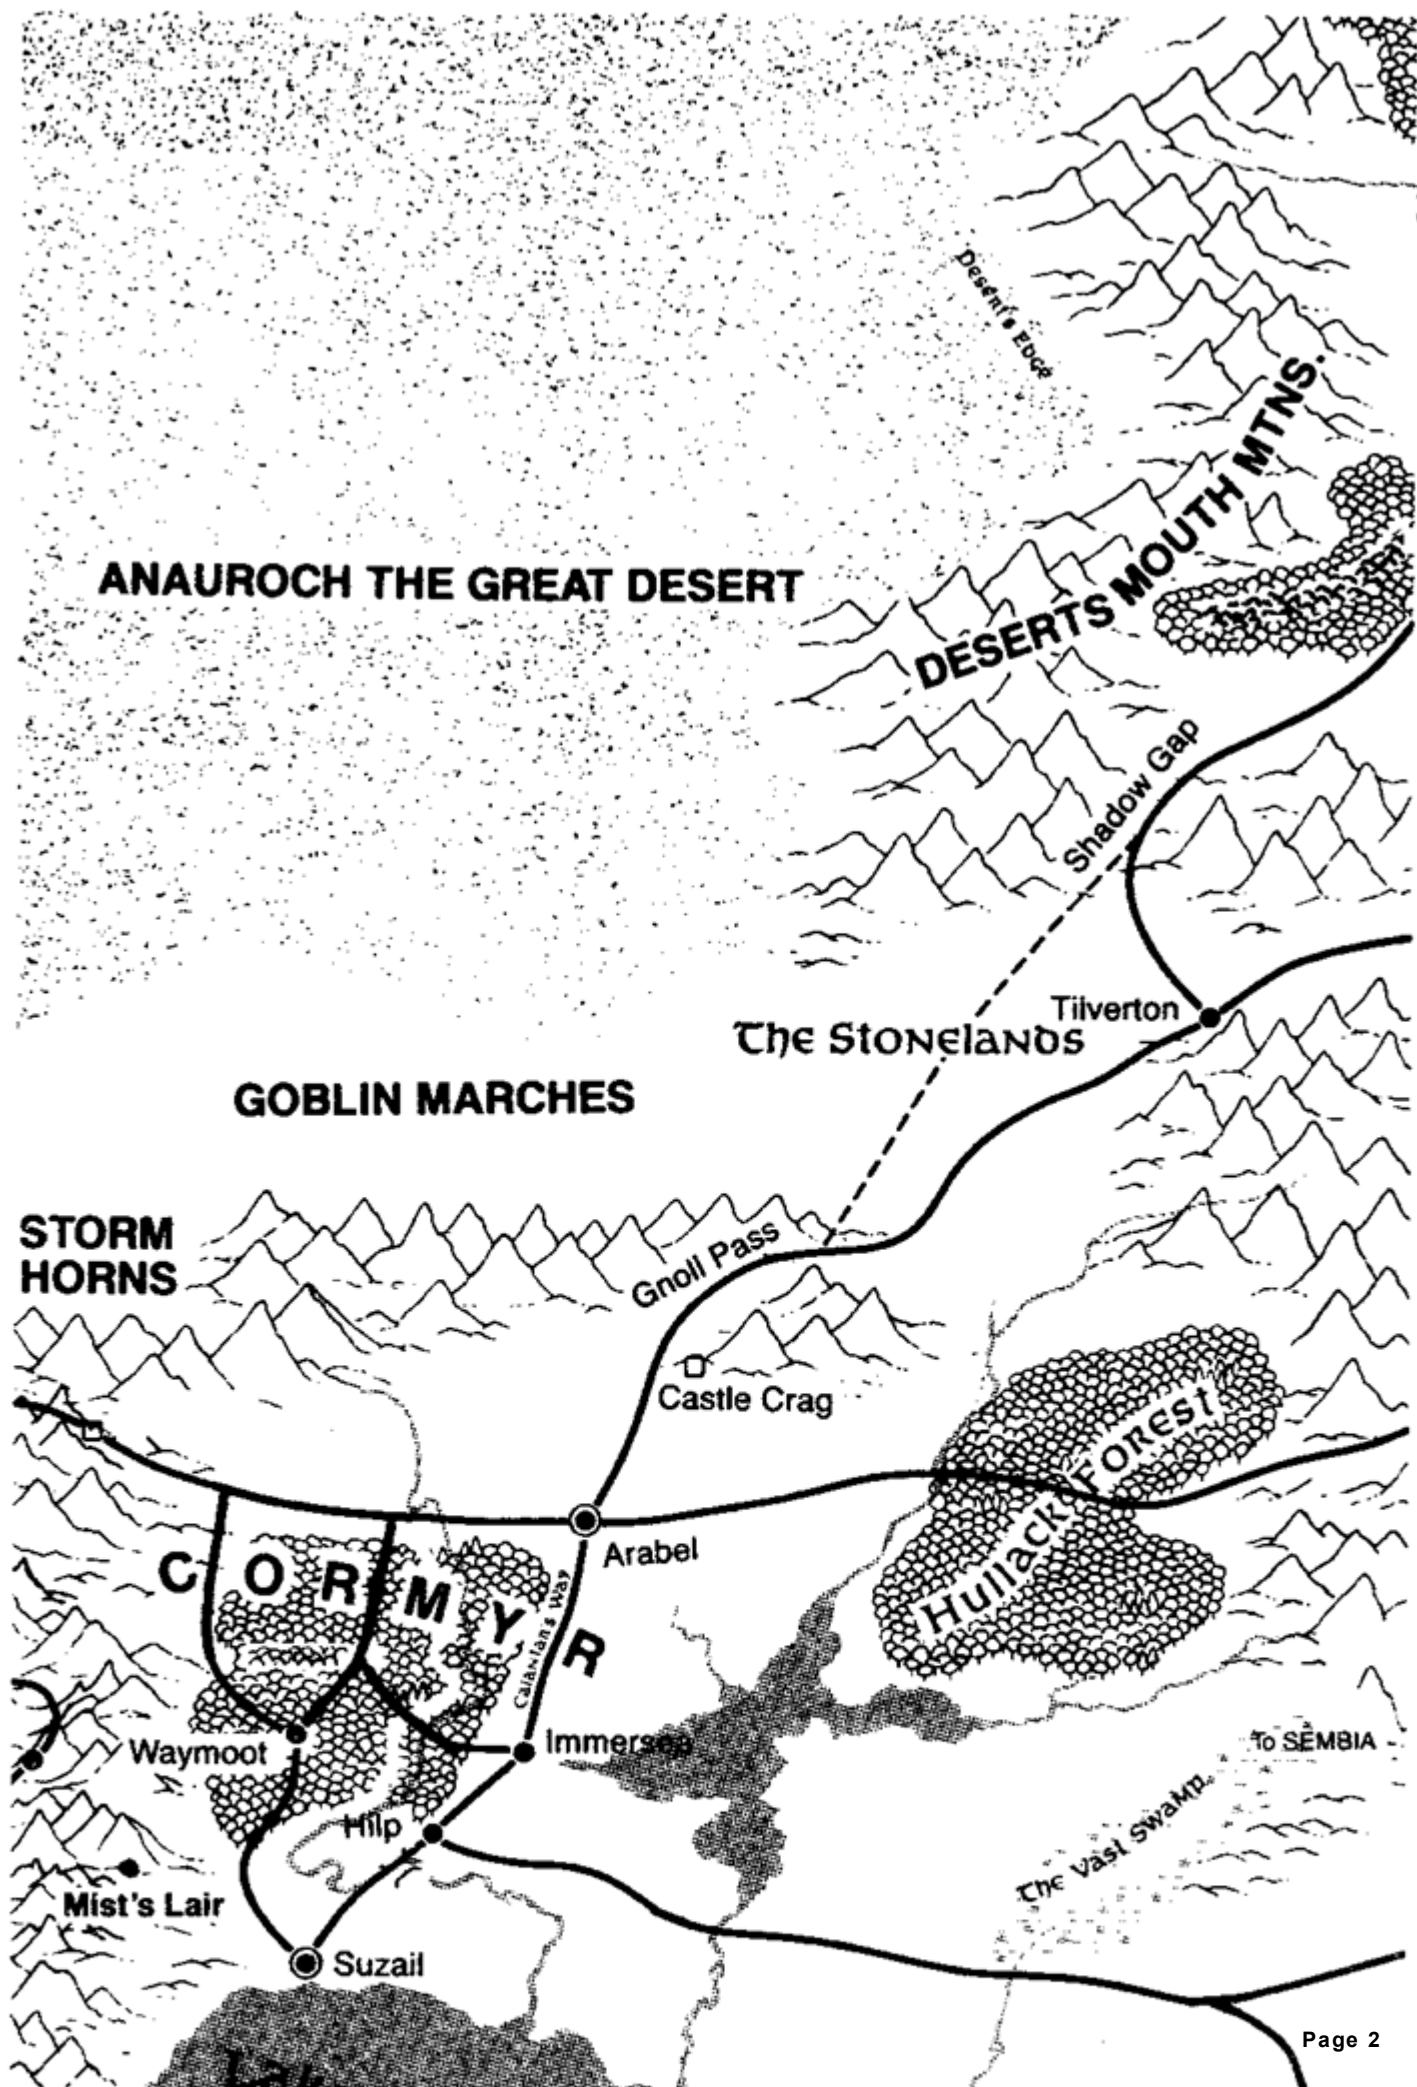 Desert's Edge
DESERTS MOUTH MTNS.
ANAUROCH THE GREAT DESERT
Shadow Gap
Tilverton
The Stonelands
GOBLIN MARCHES
STORM
HORNS
Gnoll Pass
Castle Crag
Hullack Forest
Arabel
CORMYR
Calantar's Way
Immersea
Waymoot
To SEMBIA
Hilp
The Vast Swamp
Mist's Lair
Suzail
Page 2